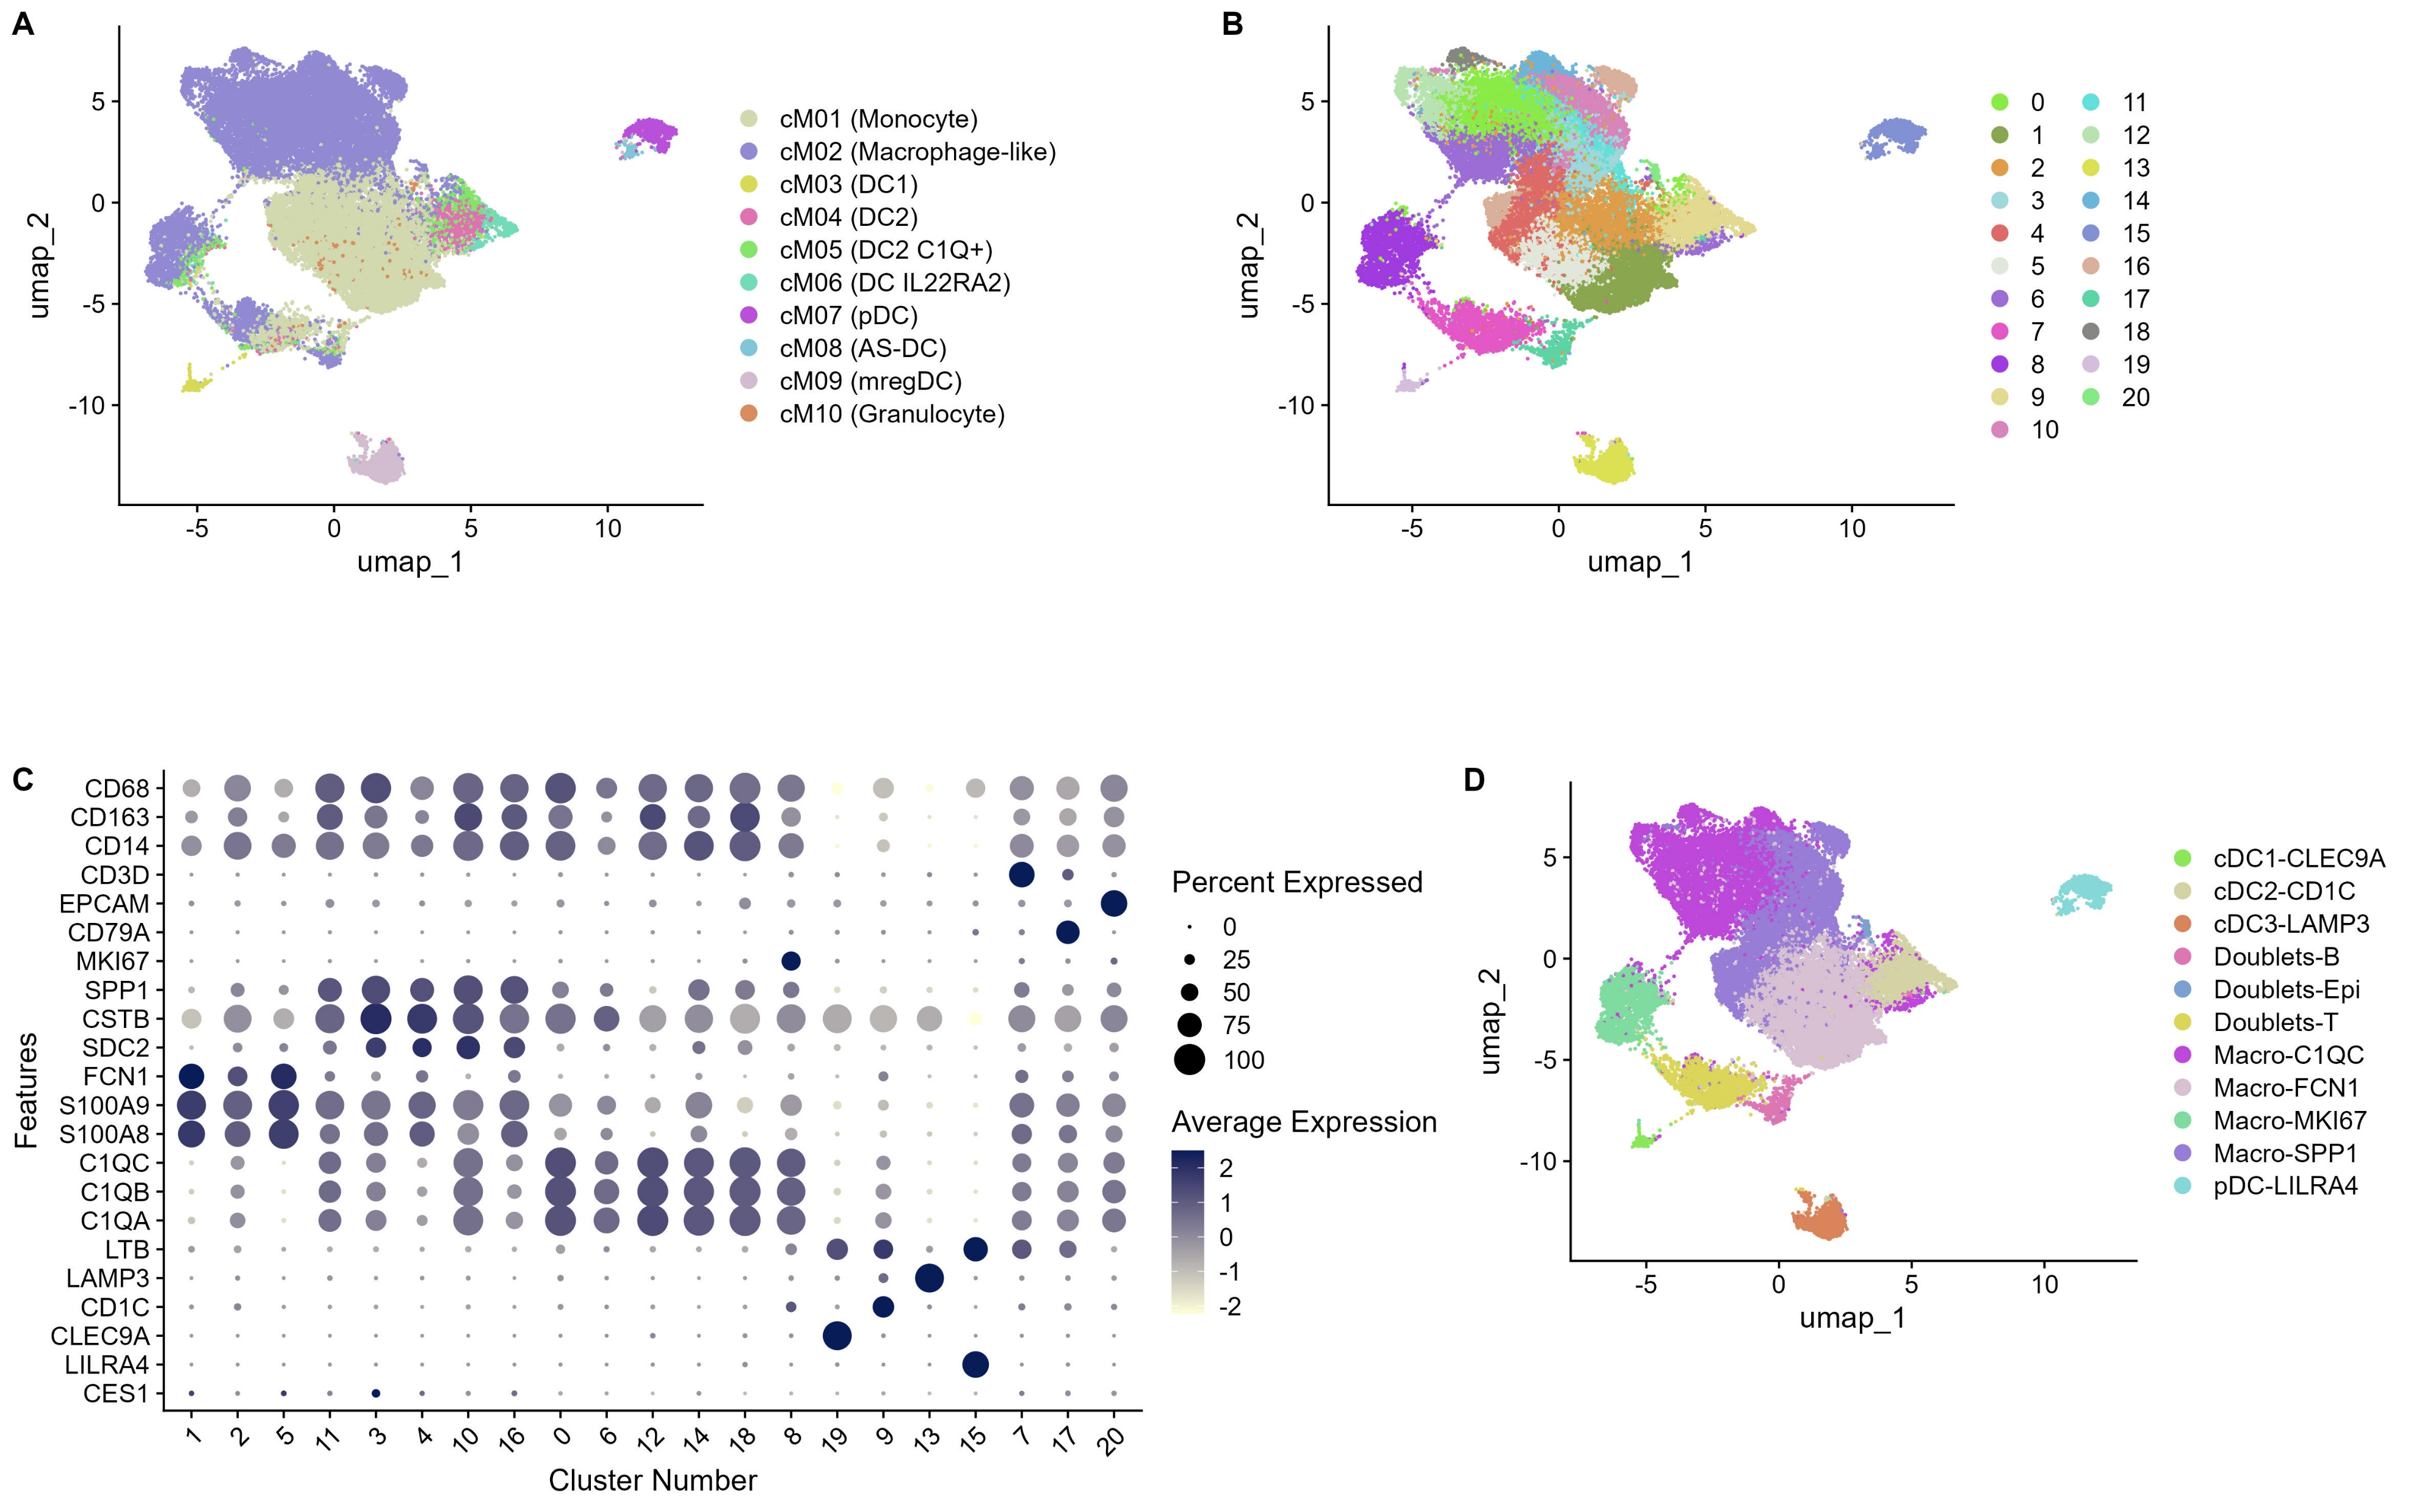 A
5
0
-5
-10
umap_2
-5 0 5 10
umap_1
cM01 (Monocyte)
cM02 (Macrophage-like)
cM03 (DC1)
cM04 (DC2)
cM05 (DC2 C1Q+)
cM06 (DC IL22RA2)
cM07 (pDC)
cM08 (AS-DC)
cM09 (mregDC)
cM10 (Granulocyte)
B
5
0
-5
-10
umap_2
-5 0 5 10
umap_1
0 11
1 12
2 13
3 14
4 15
5 16
6 17
7 18
8 19
9 20
10
C
CD68
CD163
CD14
CD3D
EPCAM
CD79A
MKI67
SPP1
CSTB
SDC2
FCN1
S100A9
S100A8
C1QC
C1QB
C1QA
LTB
LAMP3
CD1C
CLEC9A
LILRA4
CES1
Features
1 2 5 11 3 4 10 16 0 6 12 14 18 8 19 9 13 15 7 17 20
Cluster Number
Percent Expressed
0
25
50
75
100
Average Expression
2
1
0
-1
-2
D
5
0
-5
-10
umap_2
-5 0 5 10
umap_1
cDC1-CLEC9A
cDC2-CD1C
cDC3-LAMP3
Doublets-B
Doublets-Epi
Doublets-T
Macro-C1QC
Macro-FCN1
Macro-MKI67
Macro-SPP1
pDC-LILRA4